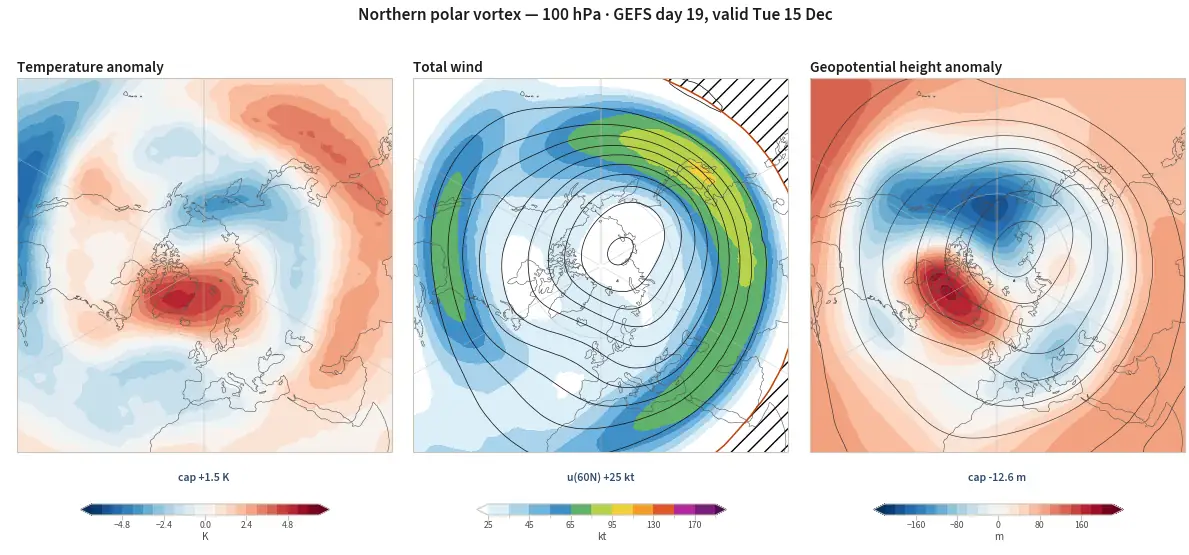 Northern polar vortex — 100 hPa · GEFS day 19, valid Tue 15 Dec
Temperature anomaly
Total wind
Geopotential height anomaly
cap +1.5 K
u(60N) +25 kt
cap -12.6 m
−4.8 −2.4 0.0 2.4 4.8
K
25 45 65 95 130 170
kt
−160 −80 0 80 160
m